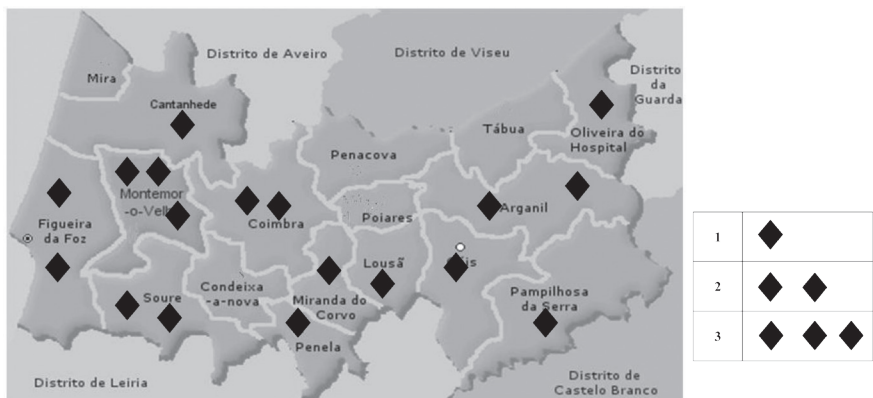 Distrito de Aveiro
Distrito de Viseu
Distrito
da
Guarda
Mira
Cantanhede
Tábua
Oliveira do
Hospital
Penacova
Montemor
-o-Velh
Figueira
da Foz
Coimbra
Poiares
Arganil
Lousã
Soure
Condeixa
-a-nova
Miranda do
Corvo
Pampilhosa
da Serra
Penela
Distrito de Leiria
Distrito de
Castelo Branco
1
2
3